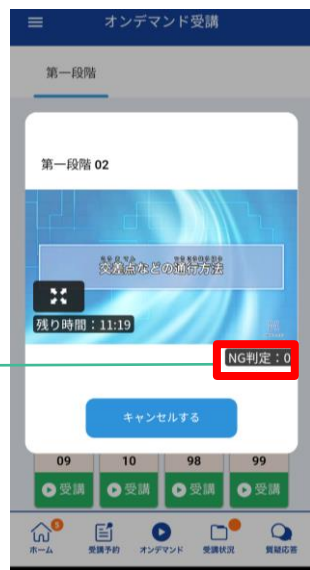 オンデマンド受講
第一段階
第一段階 02
交差点などの通行方法
残り時間：11:19
NG判定：0
キャンセルする
09 10 98 99
受講 受講 受講 受講
ホーム 受講予約 オンデマンド 受講状況 質疑応答